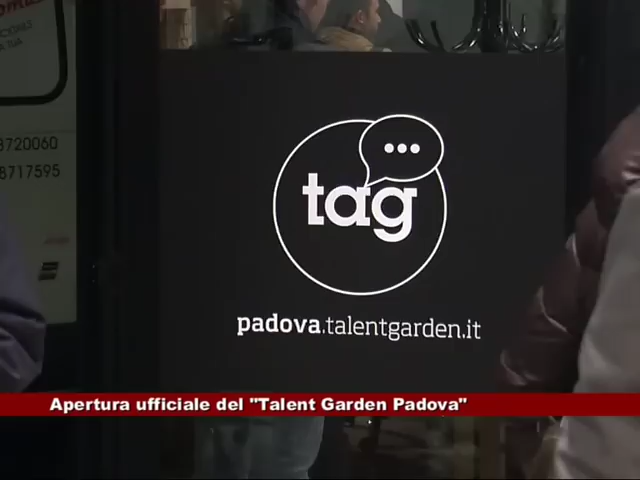 8720060
8717595
tag
padova.talentgarden.it
Apertura ufficiale del "Talent Garden Padova"